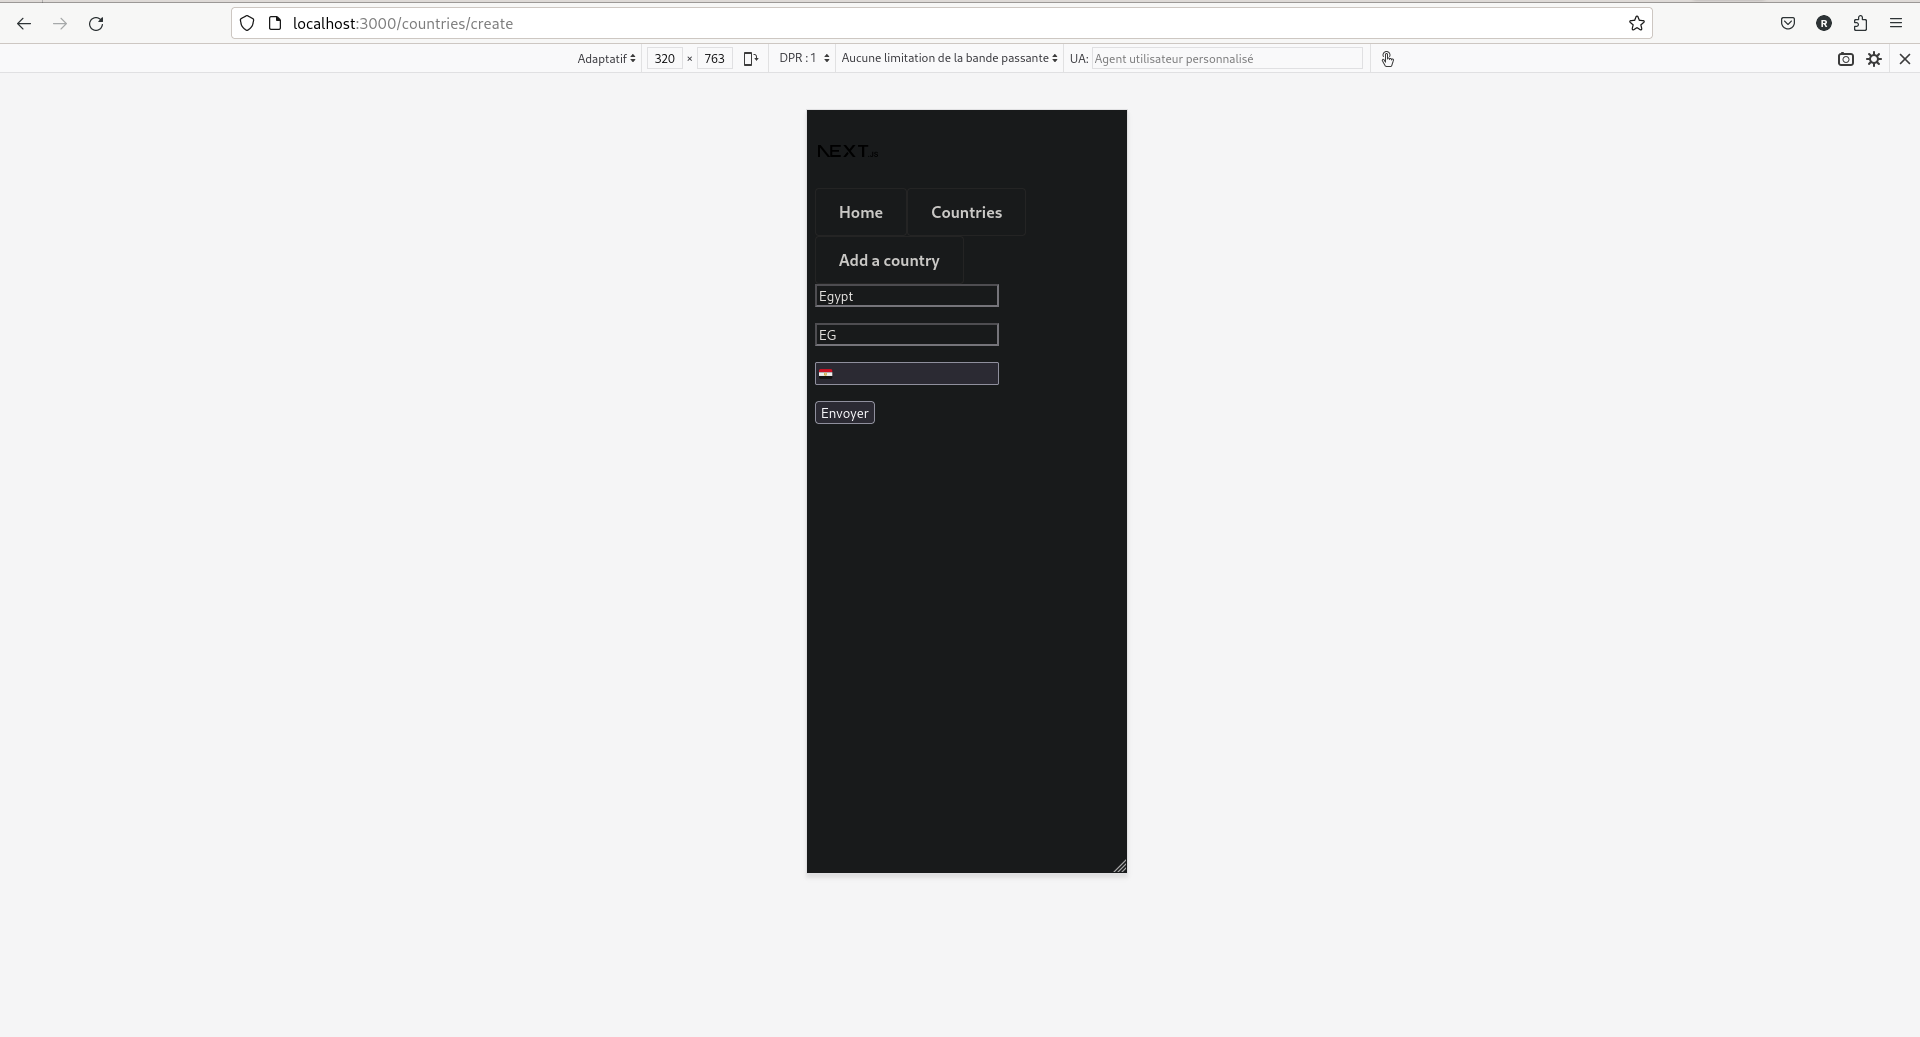 localhost:3000/countries/create
R
Adaptatif 320 × 763 DPR : 1 Aucune limitation de la bande passante UA: Agent utilisateur personnalisé
NEXT.JS
Home Countries
Add a country
Egypt
EG
🇪🇬
Envoyer